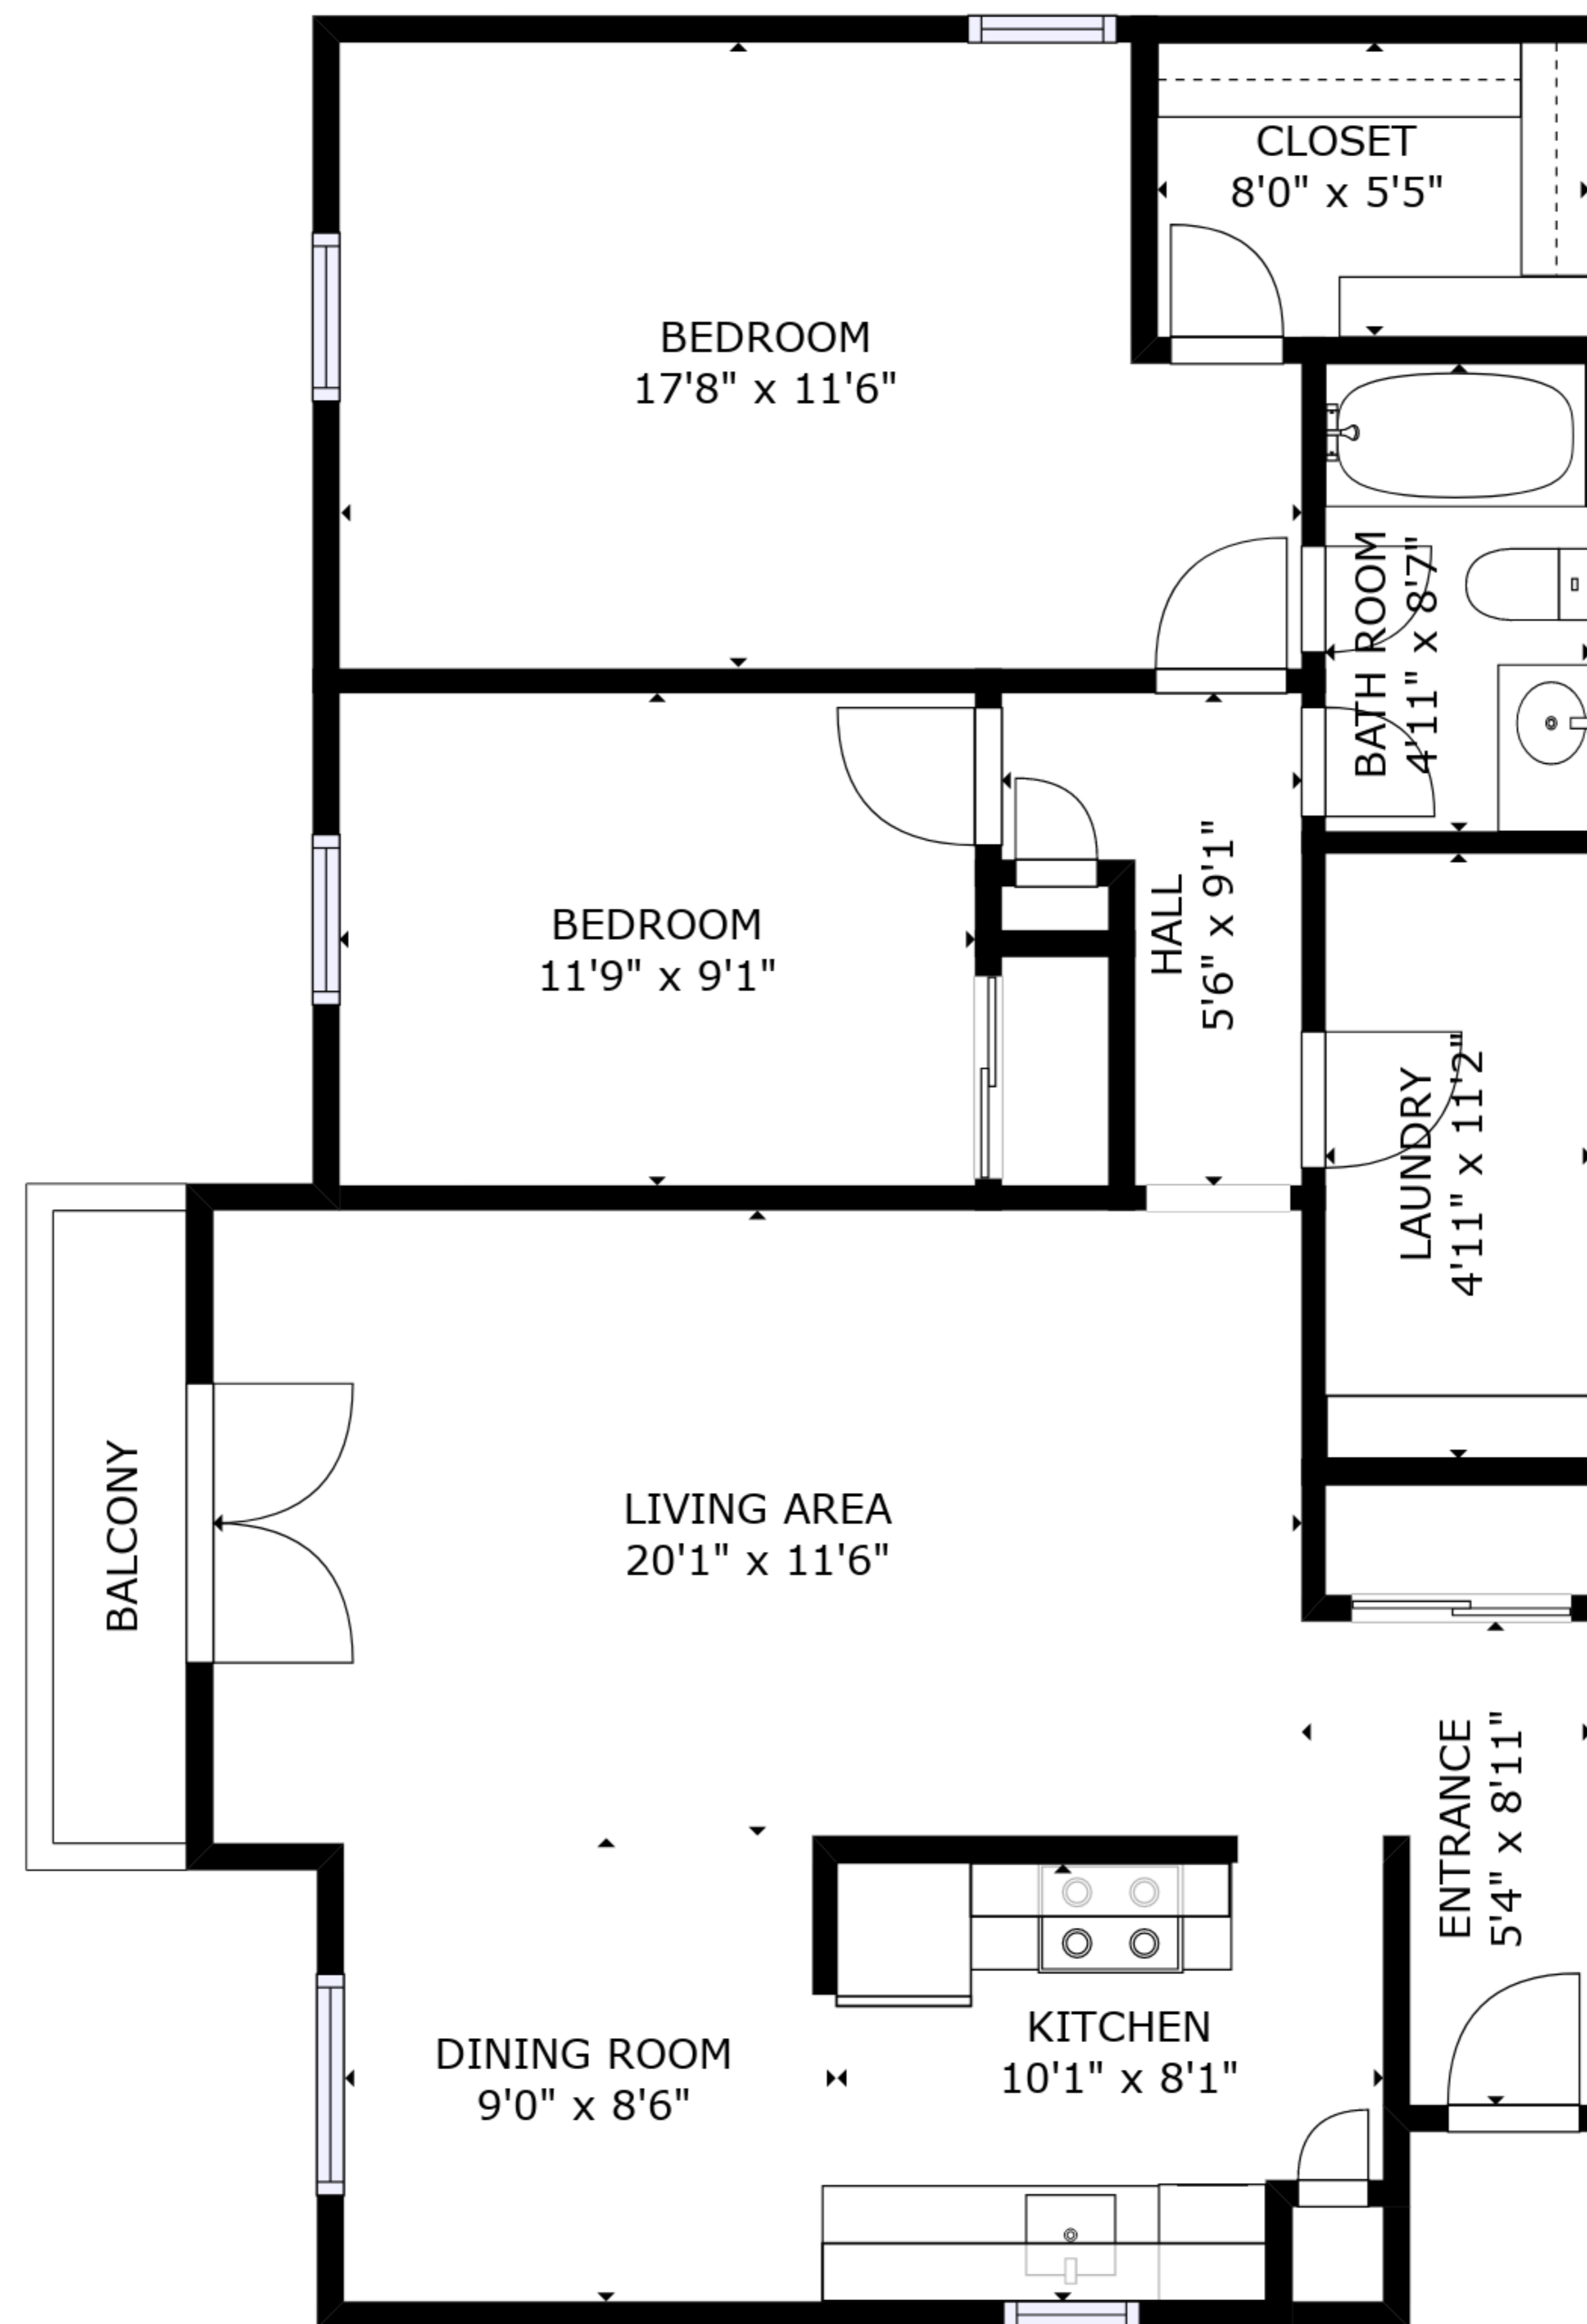 CLOSET
8'0" x 5'5"
BEDROOM
17'8" x 11'6"
BATH ROOM
4'11" x 8'7"
BEDROOM
11'9" x 9'1"
HALL
5'6" x 9'1"
LAUNDRY
4'11" x 11'2"
BALCONY
LIVING AREA
20'1" x 11'6"
ENTRANCE
5'4" x 8'11"
DINING ROOM
9'0" x 8'6"
KITCHEN
10'1" x 8'1"